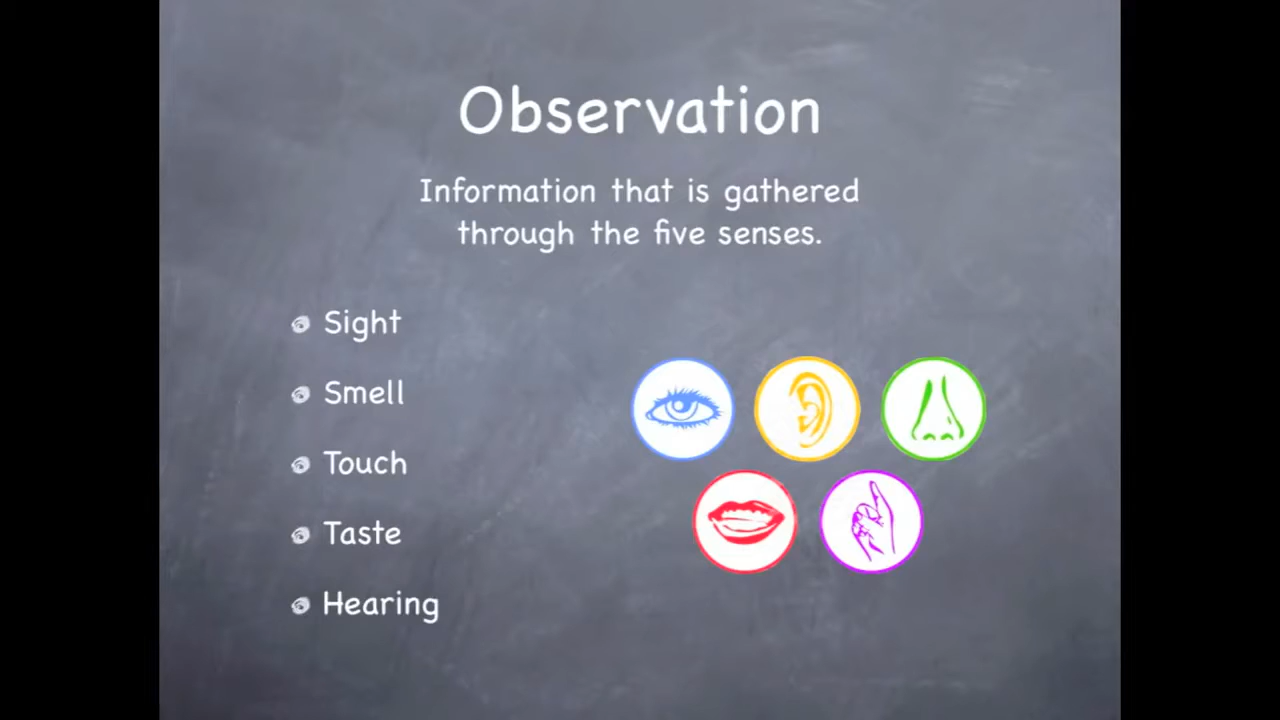 Observation
Information that is gathered
through the five senses.
Sight
Smell
Touch
Taste
Hearing